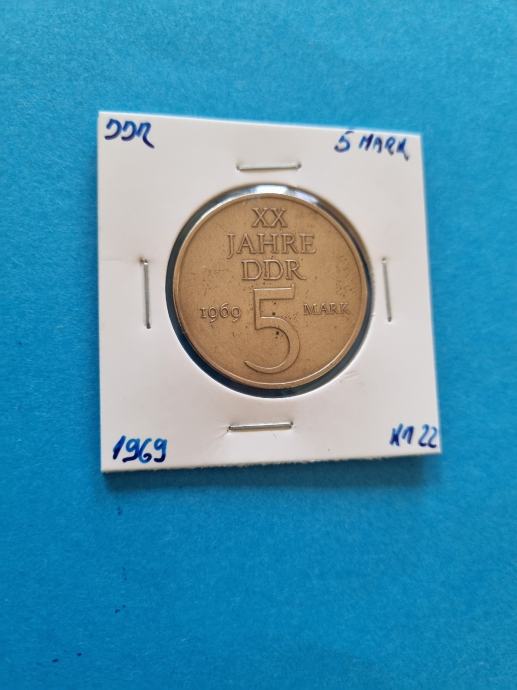 DDR
5 MARK
XX
JAHRE
DDR
1969 5 MARK
1969
KM 22